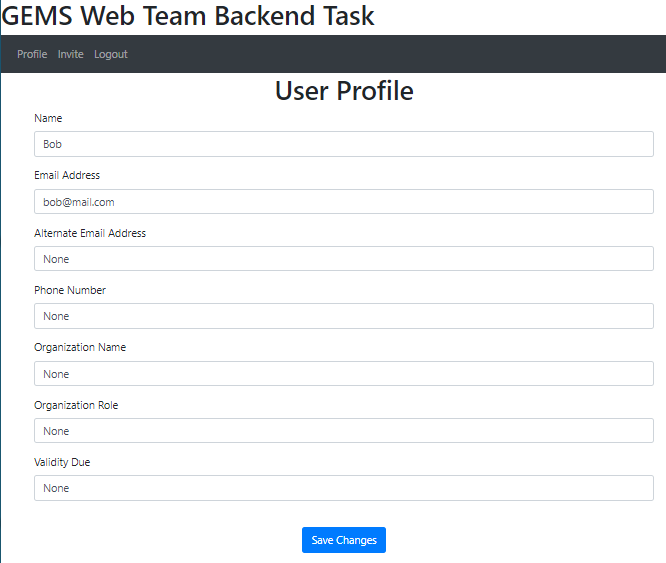 GEMS Web Team Backend Task
Profile Invite Logout
User Profile
Name
Bob
Email Address
bob@mail.com
Alternate Email Address
None
Phone Number
None
Organization Name
None
Organization Role
None
Validity Due
None
Save Changes